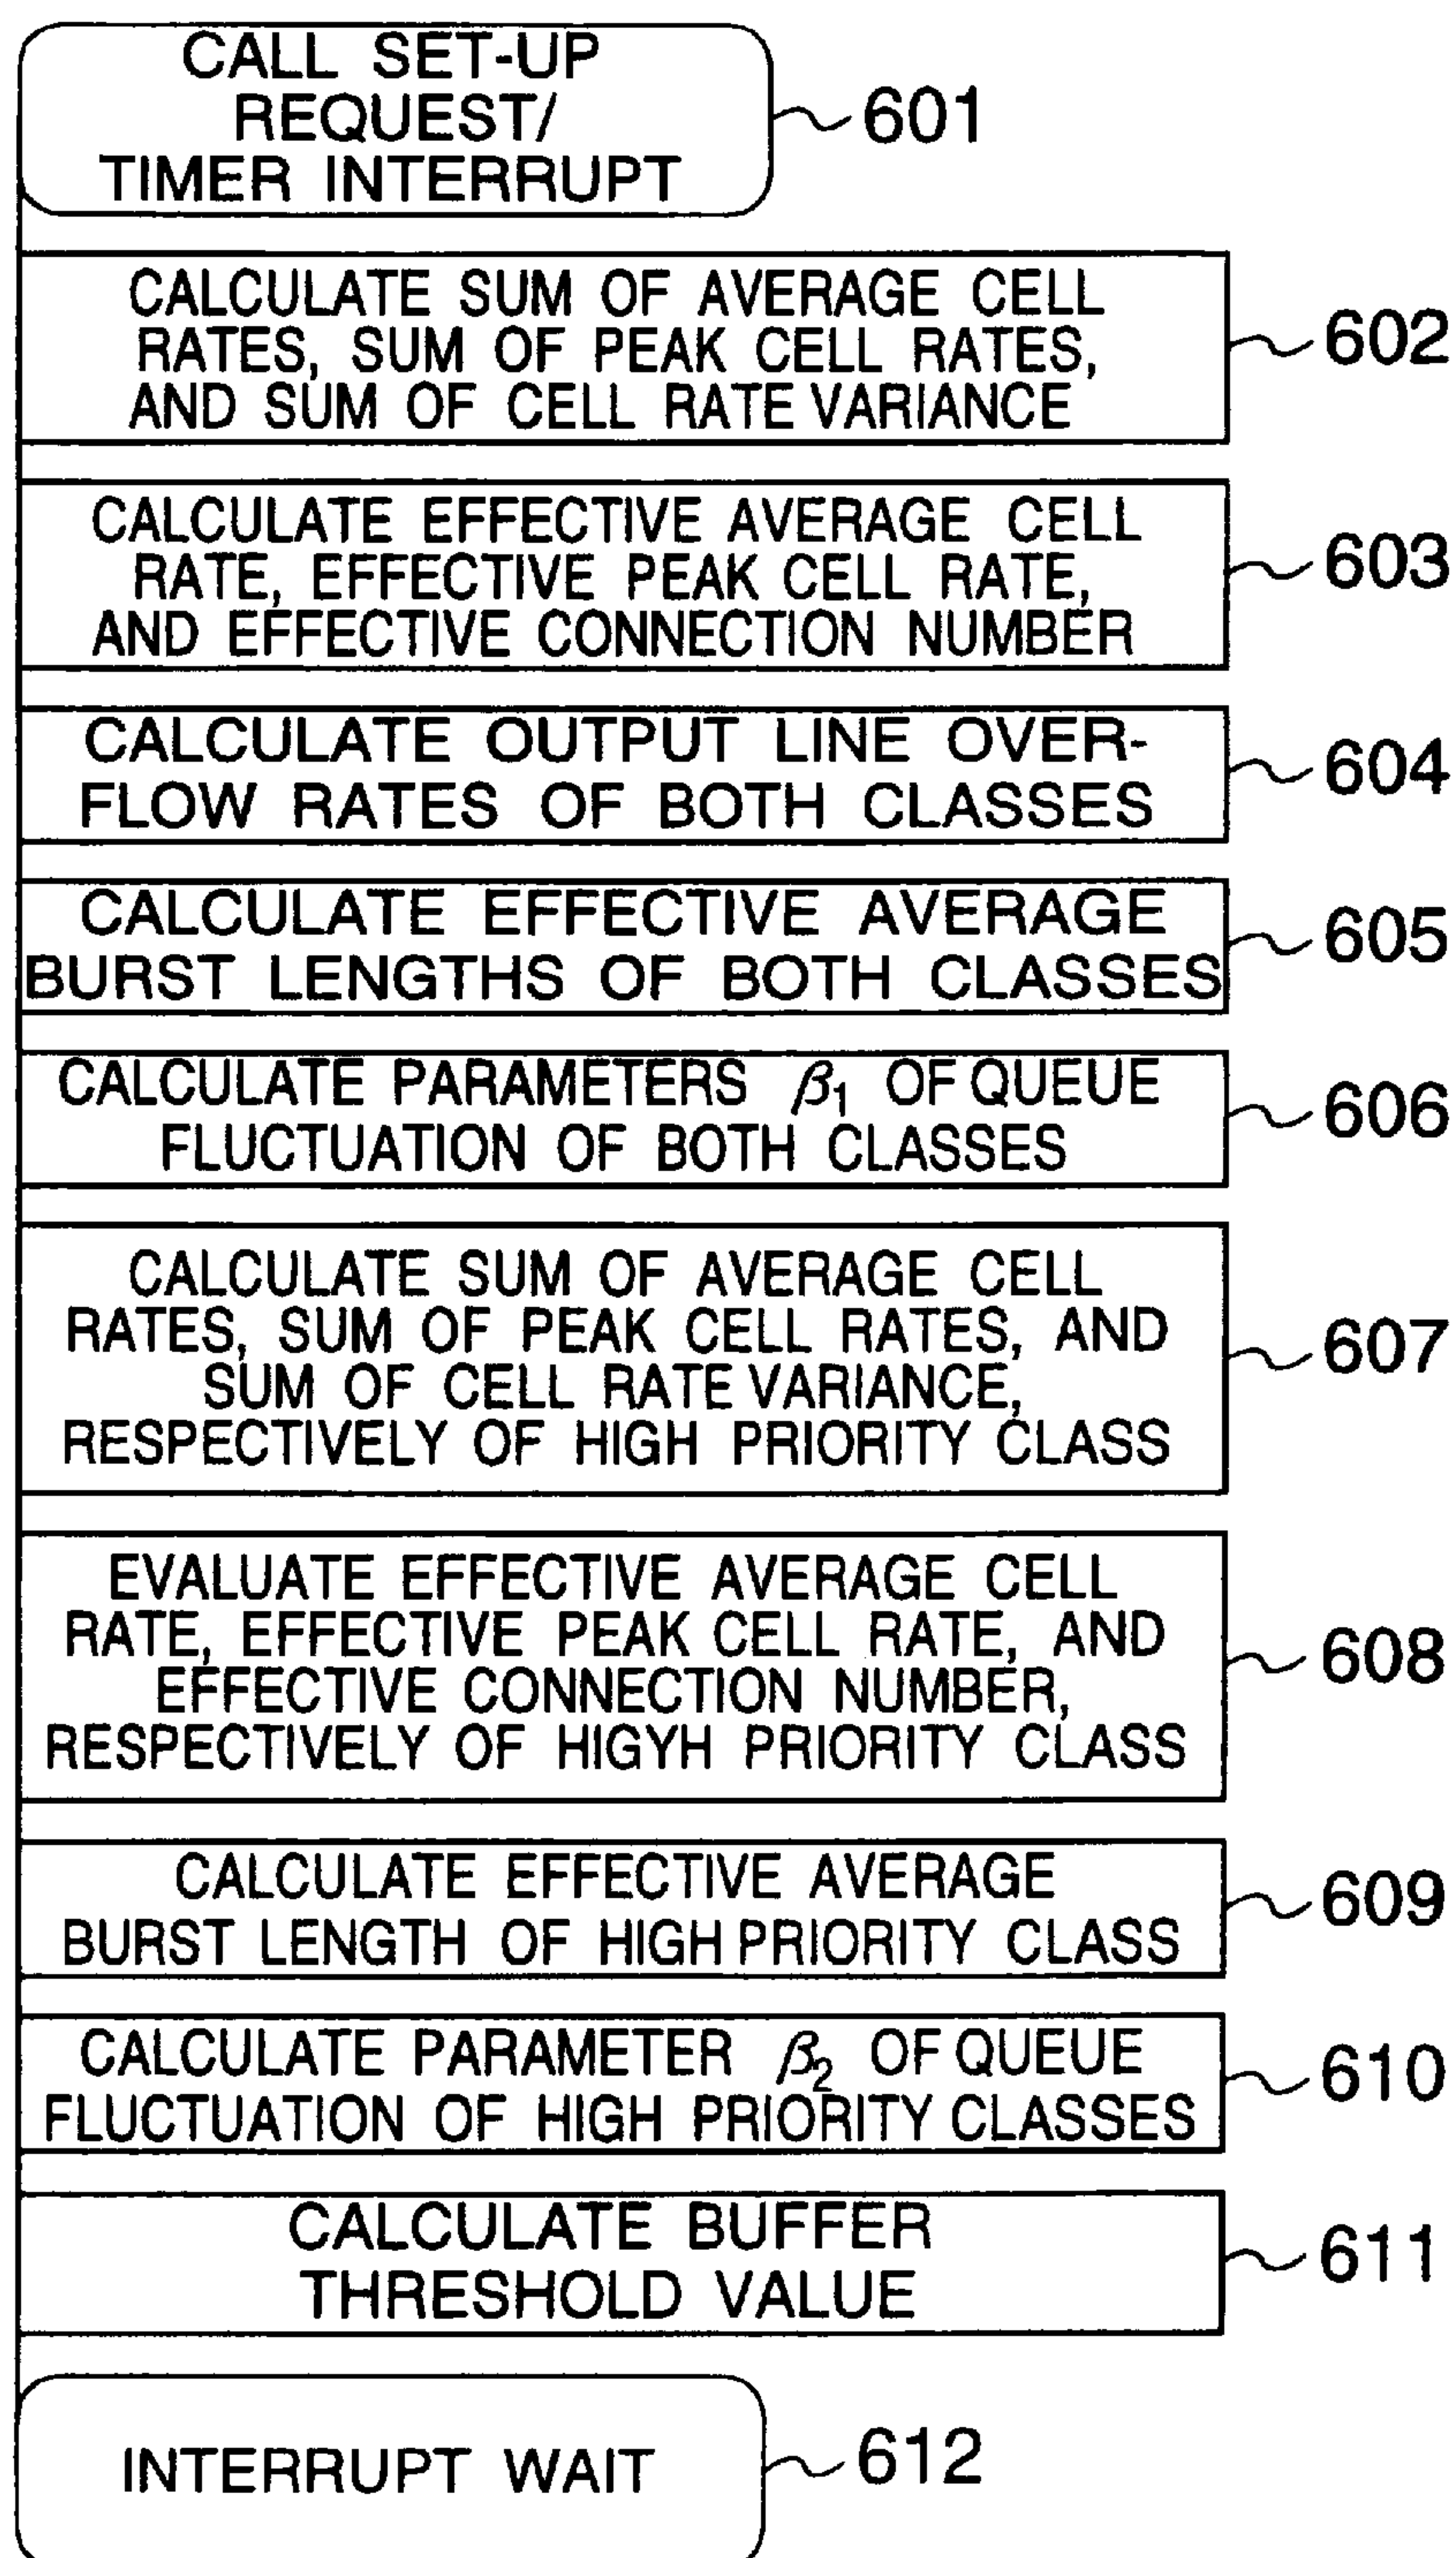 CALL SET-UP
REQUEST/
TIMER INTERRUPT
601
CALCULATE SUM OF AVERAGE CELL
RATES, SUM OF PEAK CELL RATES,
AND SUM OF CELL RATE VARIANCE
602
CALCULATE EFFECTIVE AVERAGE CELL
RATE, EFFECTIVE PEAK CELL RATE,
AND EFFECTIVE CONNECTION NUMBER
603
CALCULATE OUTPUT LINE OVER-
FLOW RATES OF BOTH CLASSES
604
CALCULATE EFFECTIVE AVERAGE
BURST LENGTHS OF BOTH CLASSES
605
CALCULATE PARAMETERS β1 OF QUEUE
FLUCTUATION OF BOTH CLASSES
606
CALCULATE SUM OF AVERAGE CELL
RATES, SUM OF PEAK CELL RATES, AND
SUM OF CELL RATE VARIANCE,
RESPECTIVELY OF HIGH PRIORITY CLASS
607
EVALUATE EFFECTIVE AVERAGE CELL
RATE, EFFECTIVE PEAK CELL RATE, AND
EFFECTIVE CONNECTION NUMBER,
RESPECTIVELY OF HIGYH PRIORITY CLASS
608
CALCULATE EFFECTIVE AVERAGE
BURST LENGTH OF HIGH PRIORITY CLASS
609
CALCULATE PARAMETER β2 OF QUEUE
FLUCTUATION OF HIGH PRIORITY CLASSES
610
CALCULATE BUFFER
THRESHOLD VALUE
611
INTERRUPT WAIT
612